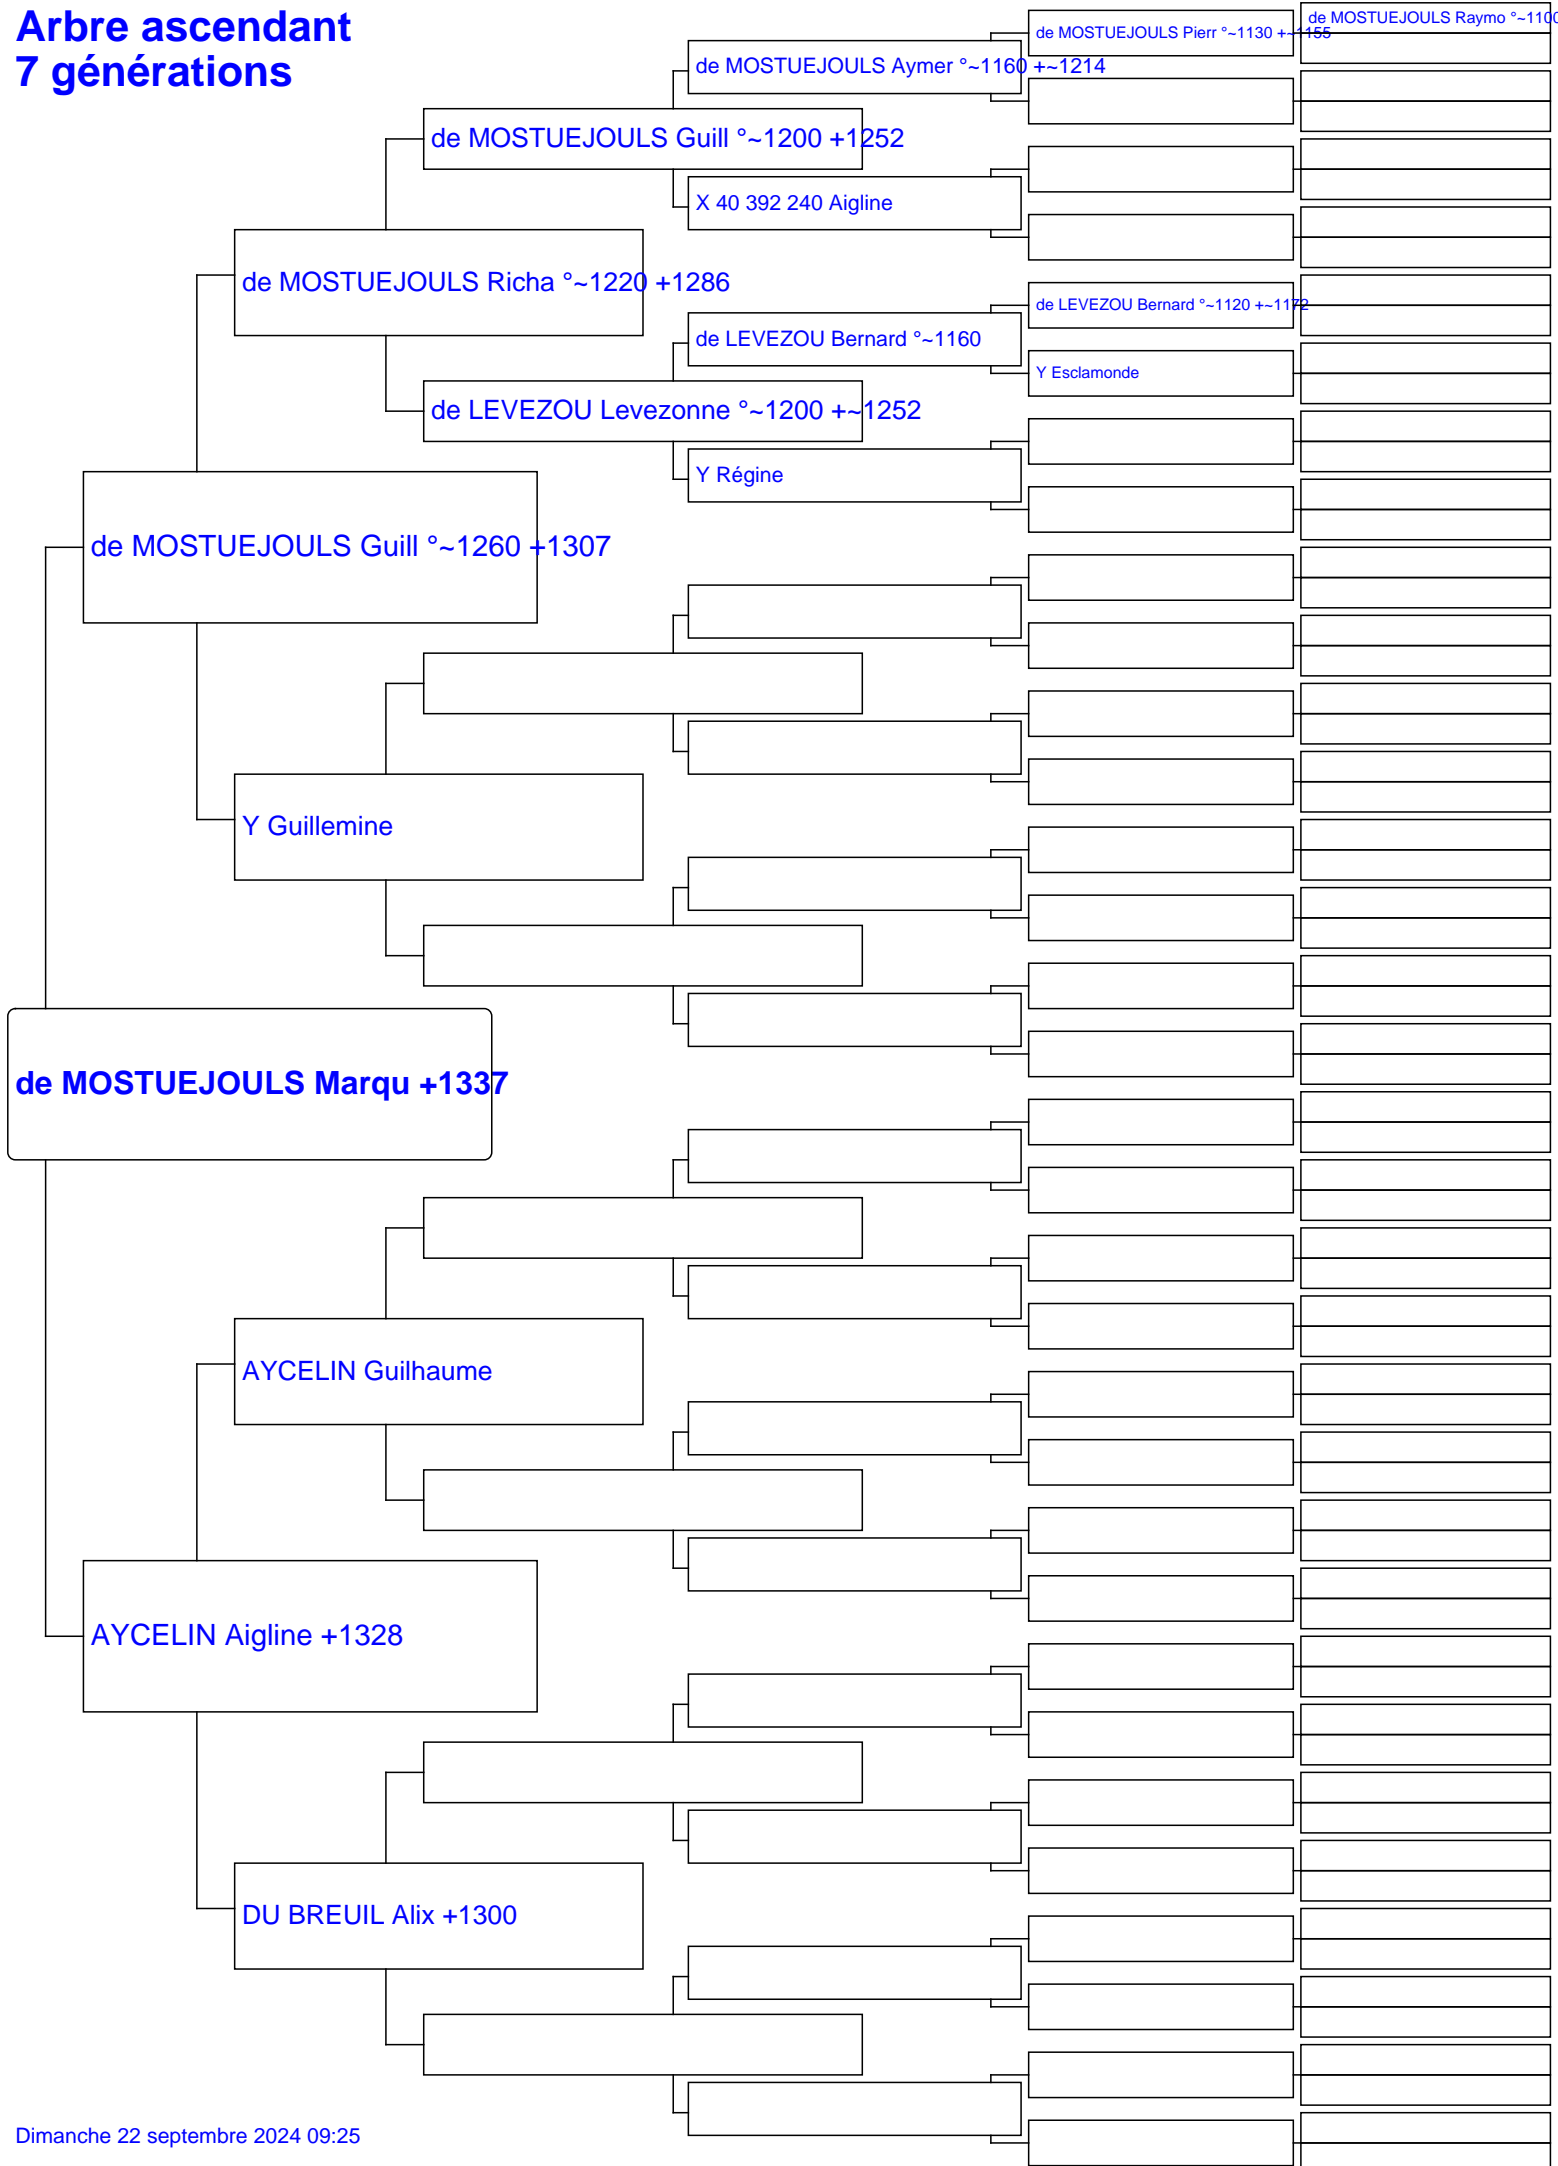 Arbre ascendant
7 générations
de MOSTUEJOULS Raymo °~1100
de MOSTUEJOULS Pierr °~1130 +~1155
de MOSTUEJOULS Aymer °~1160 +~1214
de MOSTUEJOULS Guill °~1200 +1252
X 40 392 240 Aigline
de MOSTUEJOULS Richa °~1220 +1286
de LEVEZOU Bernard °~1120 +~1172
de LEVEZOU Bernard °~1160
Y Esclamonde
de LEVEZOU Levezonne °~1200 +~1252
Y Régine
de MOSTUEJOULS Guill °~1260 +1307
Y Guillemine
de MOSTUEJOULS Marqu +1337
AYCELIN Guilhaume
AYCELIN Aigline +1328
DU BREUIL Alix +1300
Dimanche 22 septembre 2024 09:25